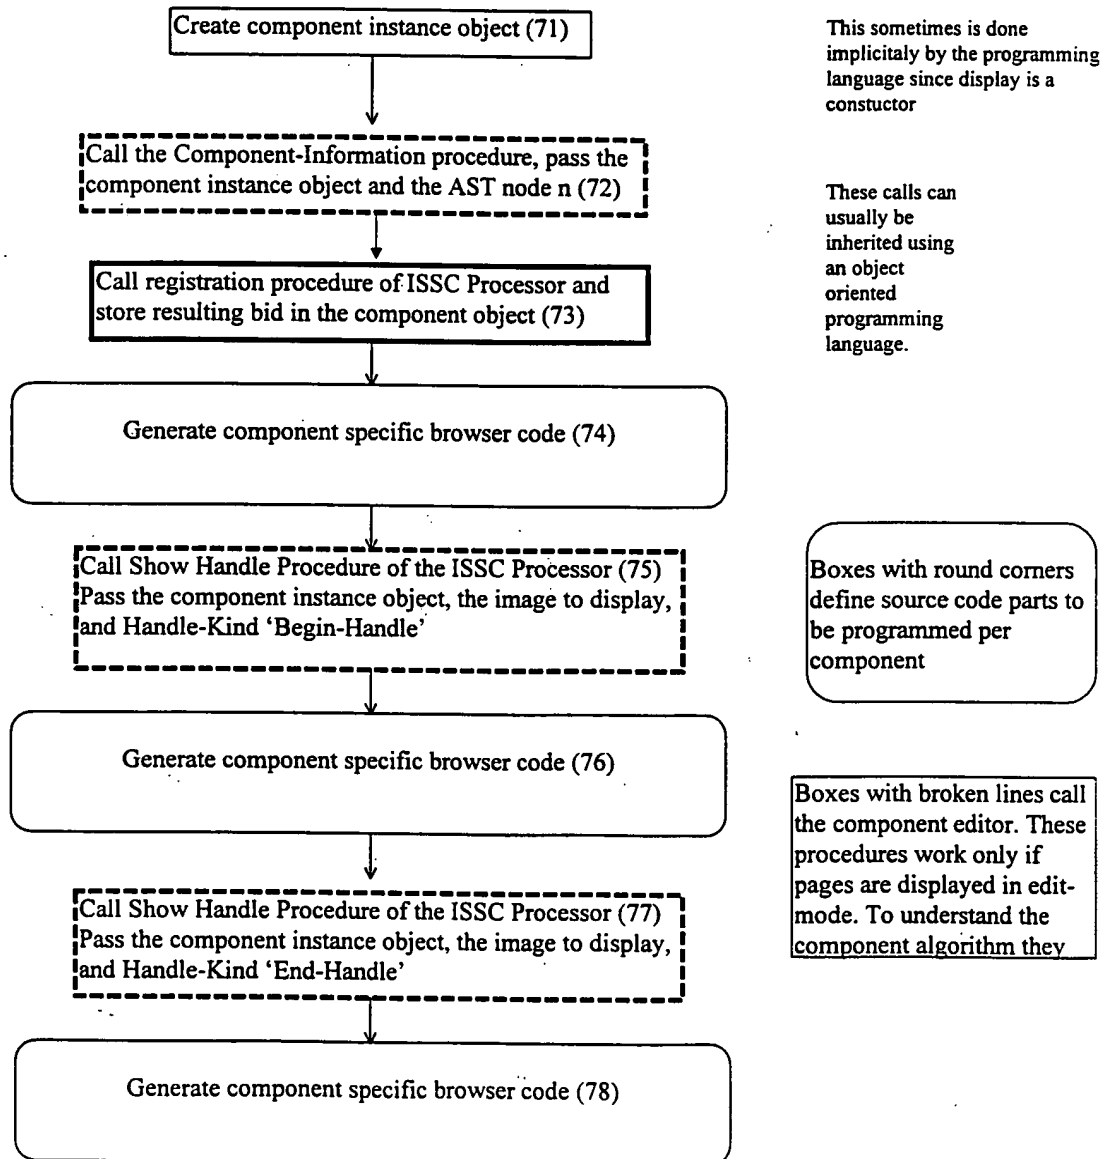 Create component instance object (71)
This sometimes is done
implicitaly by the programming
language since display is a
constuctor
Call the Component-Information procedure, pass the
component instance object and the AST node n (72)
These calls can
usually be
inherited using
an object
oriented
programming
language.
Call registration procedure of ISSC Processor and
store resulting bid in the component object (73)
Generate component specific browser code (74)
Call Show Handle Procedure of the ISSC Processor (75)
Pass the component instance object, the image to display,
and Handle-Kind ‘Begin-Handle’
Boxes with round corners
define source code parts to
be programmed per
component
Generate component specific browser code (76)
Boxes with broken lines call
the component editor. These
procedures work only if
pages are displayed in edit-
mode. To understand the
component algorithm they
Call Show Handle Procedure of the ISSC Processor (77)
Pass the component instance object, the image to display,
and Handle-Kind ‘End-Handle’
Generate component specific browser code (78)